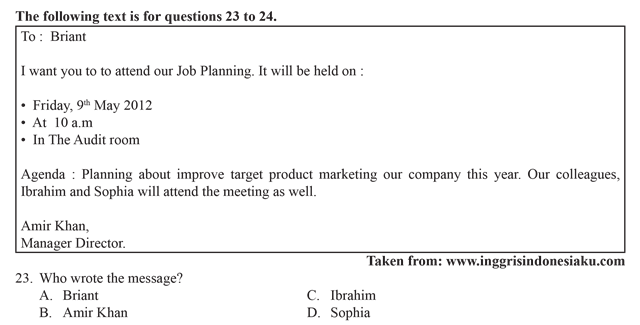 The following text is for questions 23 to 24.
To : Briant
I want you to to attend our Job Planning. It will be held on :
• Friday, 9th May 2012
• At 10 a.m
• In The Audit room
Agenda : Planning about improve target product marketing our company this year. Our colleagues,
Ibrahim and Sophia will attend the meeting as well.
Amir Khan,
Manager Director.
Taken from: www.inggrisindonesiaku.com
23. Who wrote the message?
A. Briant C. Ibrahim
B. Amir Khan D. Sophia